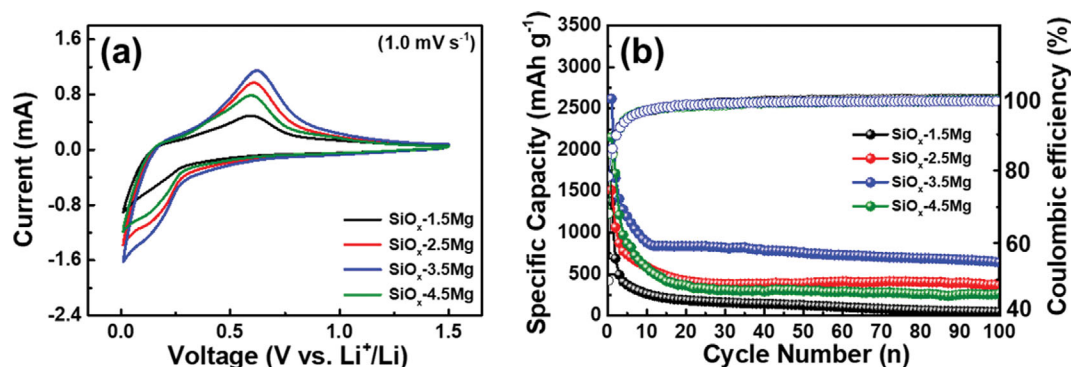 (a)
(1.0 mV s⁻¹)
1.6
0.8
0.0
-0.8
-1.6
-2.4
Current (mA)
SiOₓ-1.5Mg
SiOₓ-2.5Mg
SiOₓ-3.5Mg
SiOₓ-4.5Mg
0.0 0.5 1.0 1.5
Voltage (V vs. Li⁺/Li)
(b)
3500
3000
2500
2000
1500
1000
500
0
Specific Capacity (mAh g⁻¹)
SiOₓ-1.5Mg
SiOₓ-2.5Mg
SiOₓ-3.5Mg
SiOₓ-4.5Mg
100
90
80
70
60
50
40
Coulombic efficiency (%)
0 10 20 30 40 50 60 70 80 90 100
Cycle Number (n)